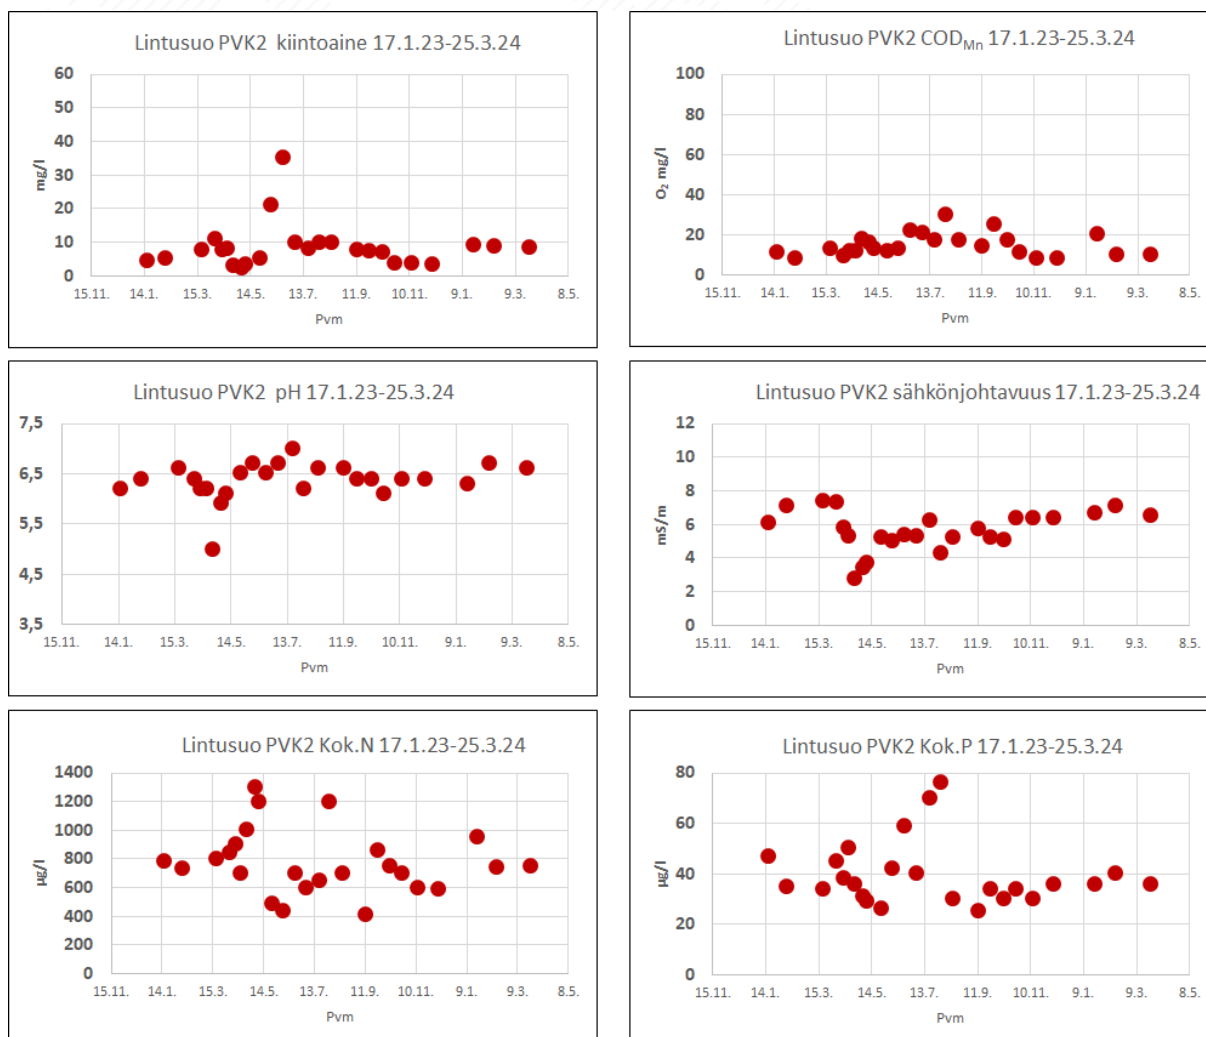 Lintusuo PVK2  kiintoaine 17.1.23-25.3.24
60
50
40
30
20
10
0
mg/l
15.11. 14.1. 15.3. 14.5. 13.7. 11.9. 10.11. 9.1. 9.3. 8.5.
Pvm
Lintusuo PVK2 CODMn 17.1.23-25.3.24
100
80
60
40
20
0
O₂ mg/l
15.11. 14.1. 15.3. 14.5. 13.7. 11.9. 10.11. 9.1. 9.3. 8.5.
Pvm
Lintusuo PVK2  pH 17.1.23-25.3.24
7,5
6,5
5,5
4,5
3,5
15.11. 14.1. 15.3. 14.5. 13.7. 11.9. 10.11. 9.1. 9.3. 8.5.
Pvm
Lintusuo PVK2 sähkönjohtavuus 17.1.23-25.3.24
12
10
8
6
4
2
0
mS/m
15.11. 14.1. 15.3. 14.5. 13.7. 11.9. 10.11. 9.1. 9.3. 8.5.
Pvm
Lintusuo PVK2 Kok.N 17.1.23-25.3.24
1400
1200
1000
800
600
400
200
0
µg/l
15.11. 14.1. 15.3. 14.5. 13.7. 11.9. 10.11. 9.1. 9.3. 8.5.
Pvm
Lintusuo PVK2 Kok.P 17.1.23-25.3.24
80
60
40
20
0
µg/l
15.11. 14.1. 15.3. 14.5. 13.7. 11.9. 10.11. 9.1. 9.3. 8.5.
Pvm